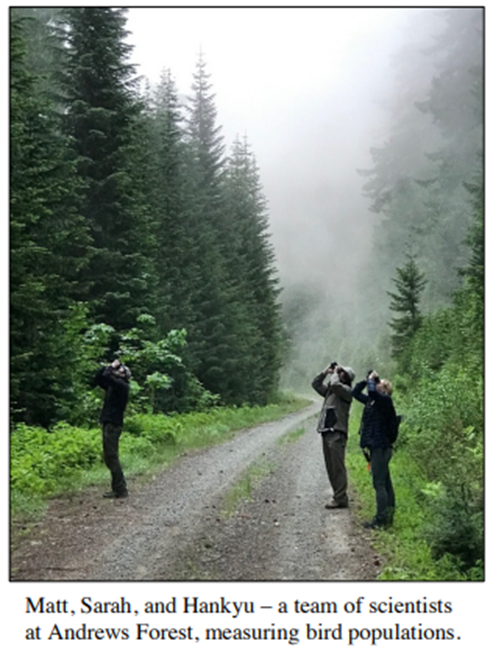 Matt, Sarah, and Hankyu – a team of scientists
at Andrews Forest, measuring bird populations.